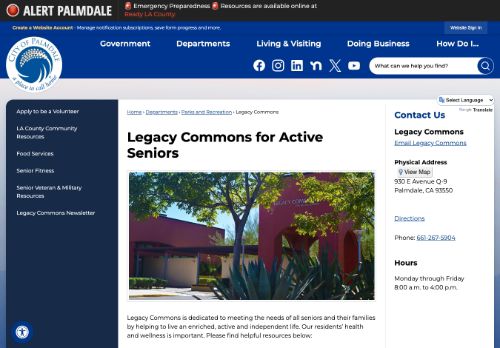 ALERT PALMDALE
🚨 Emergency Preparedness 🚨 Resources are available online at
Ready LA County.
Create a Website Account - Manage notification subscriptions, save form progress and more.
Website Sign In
CITY OF PALMDALE
a place to call home
Government
Departments
Living & Visiting
Doing Business
How Do I...
What can we help you find?
Select Language
Google Translate
Apply to be a Volunteer
LA County Community
Resources
Food Services
Senior Fitness
Senior Veteran & Military
Resources
Legacy Commons Newsletter
Home › Departments › Parks and Recreation › Legacy Commons
Legacy Commons for Active
Seniors
LEGACY COMMONS
Legacy Commons is dedicated to meeting the needs of all seniors and their families
by helping to live an enriched, active and independent life. Our residents' health
and wellness is important. Please find helpful resources below:
Contact Us
Legacy Commons
Email Legacy Commons
Physical Address
View Map
930 E Avenue Q-9
Palmdale, CA 93550
Directions
Phone: 661-267-5904
Hours
Monday through Friday
8:00 a.m. to 4:00 p.m.